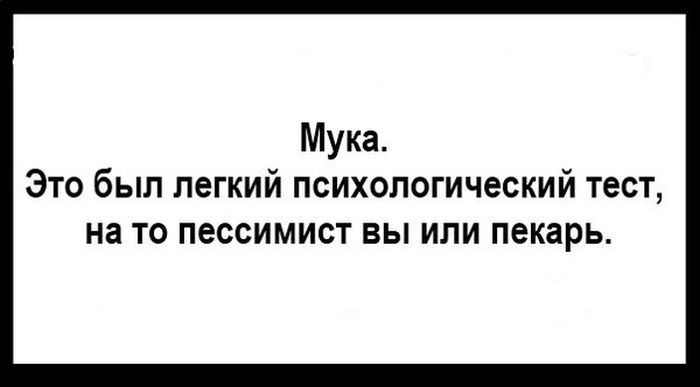 Мука.
Это был легкий психологический тест,
на то пессимист вы или пекарь.